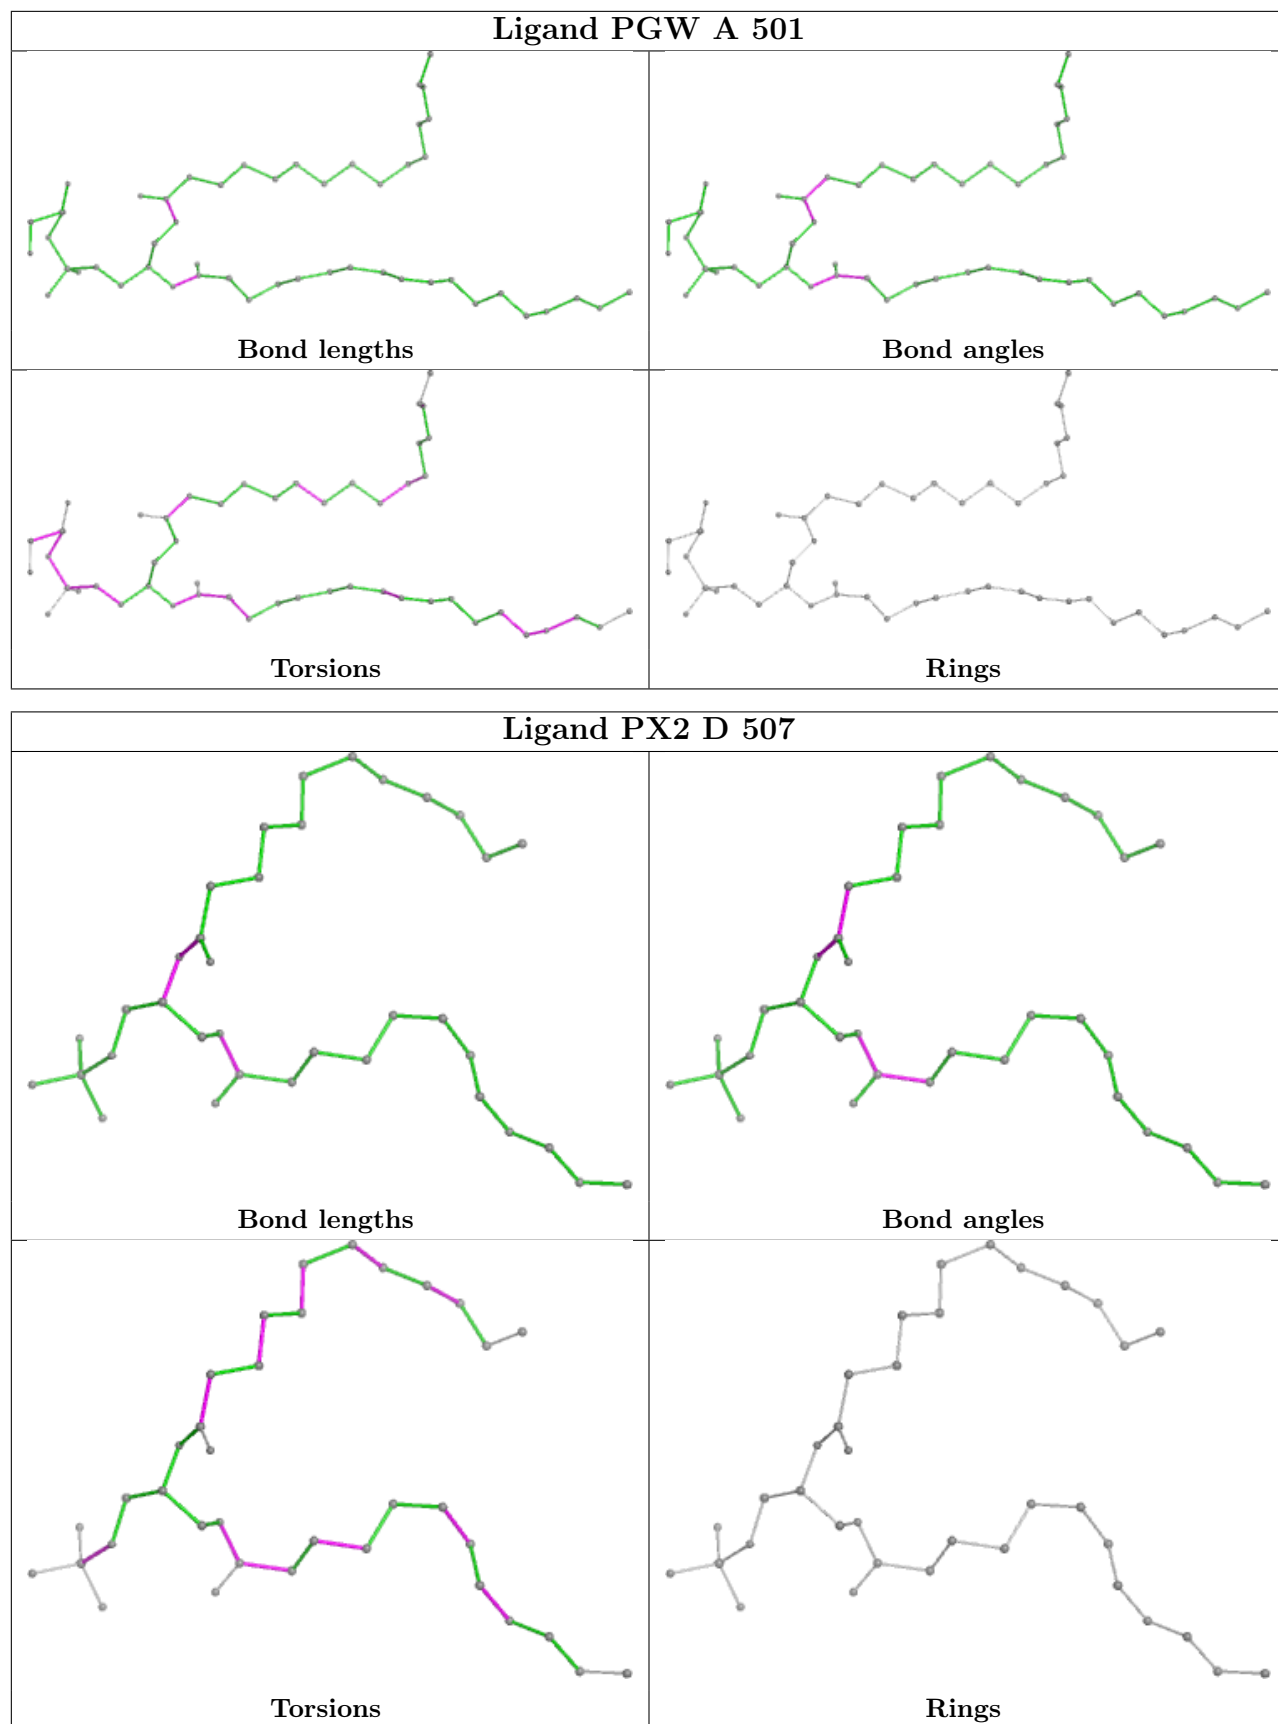 Ligand PGW A 501
Bond lengths
Bond angles
Torsions
Rings
Ligand PX2 D 507
Bond lengths
Bond angles
Torsions
Rings